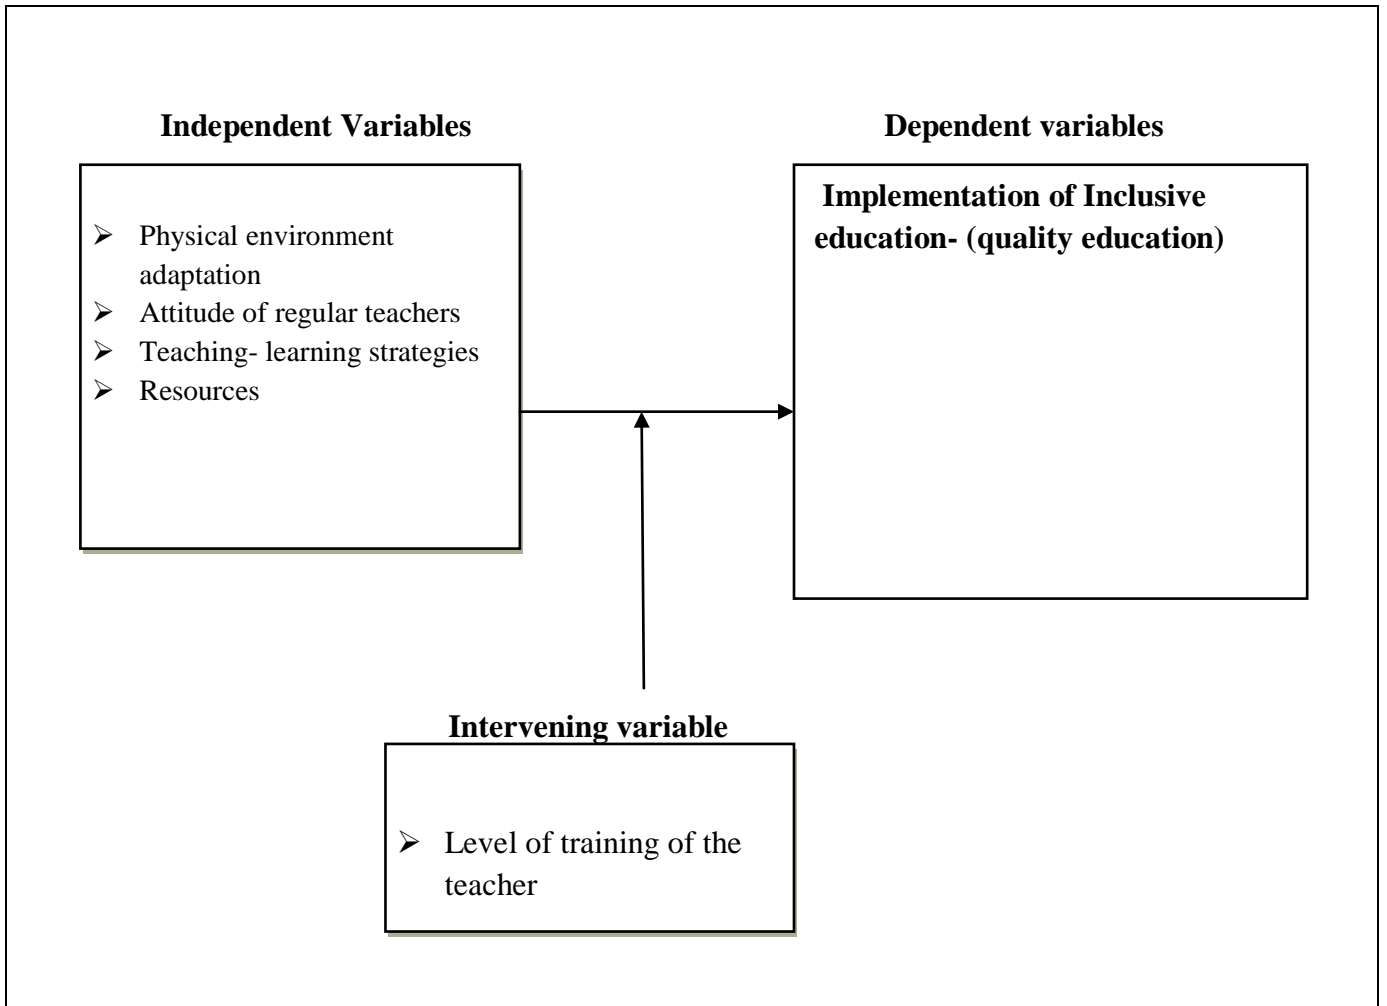 Independent Variables
➢ Physical environment
adaptation
➢ Attitude of regular teachers
➢ Teaching- learning strategies
➢ Resources
Dependent variables
Implementation of Inclusive
education- (quality education)
Intervening variable
➢ Level of training of the
teacher